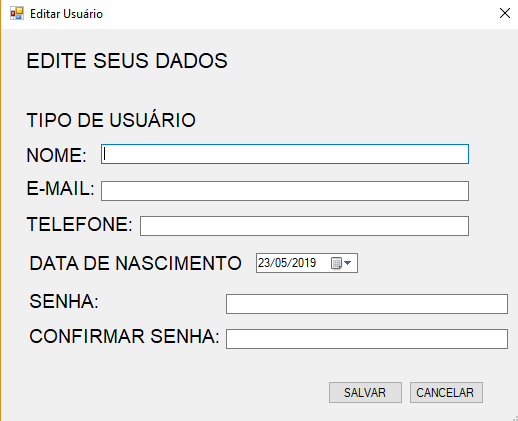 Editar Usuário
EDITE SEUS DADOS
TIPO DE USUÁRIO
NOME:
E-MAIL:
TELEFONE:
DATA DE NASCIMENTO 23/05/2019
SENHA:
CONFIRMAR SENHA:
SALVAR CANCELAR